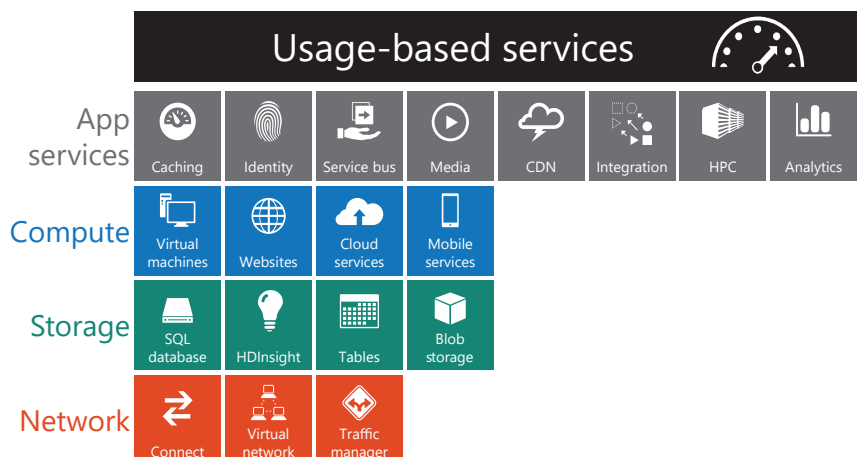 Usage-based services
App
services
Caching
Identity
Service bus
Media
CDN
Integration
HPC
Analytics
Compute
Virtual
machines
Websites
Cloud
services
Mobile
services
Storage
SQL
database
HDInsight
Tables
Blob
storage
Network
Connect
Virtual
network
Traffic
manager